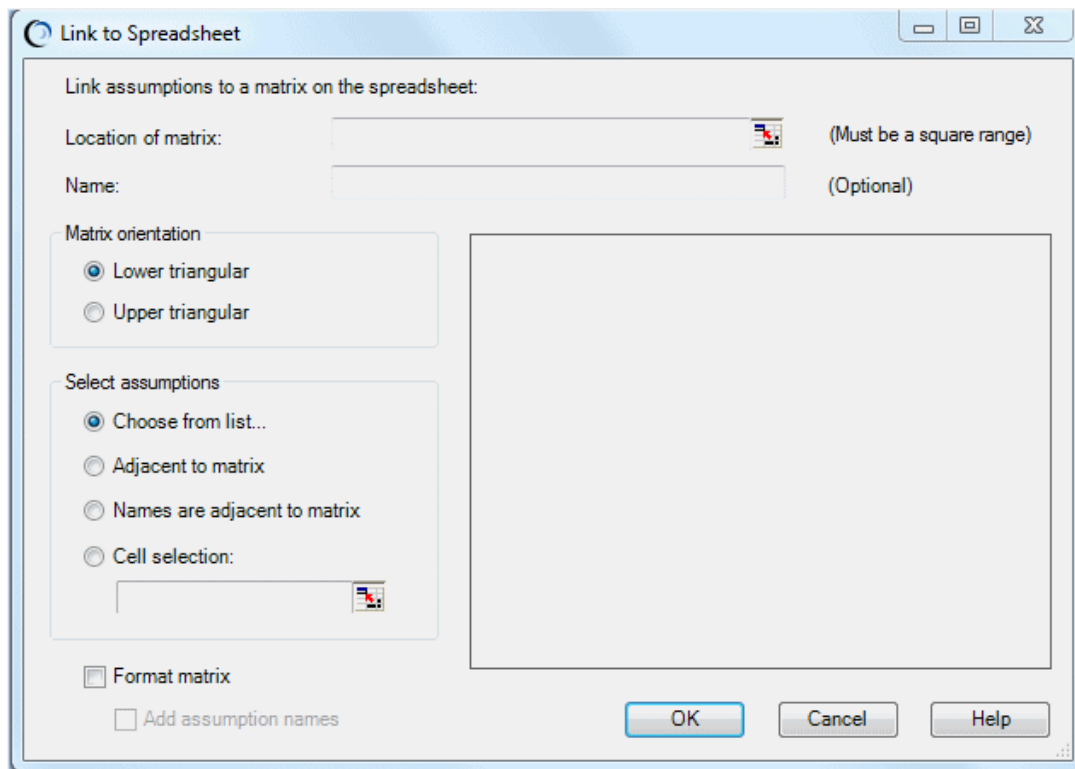 Link to Spreadsheet
Link assumptions to a matrix on the spreadsheet:
Location of matrix: (Must be a square range)
Name: (Optional)
Matrix orientation
Lower triangular
Upper triangular
Select assumptions
Choose from list...
Adjacent to matrix
Names are adjacent to matrix
Cell selection:
Format matrix
Add assumption names
OK Cancel Help